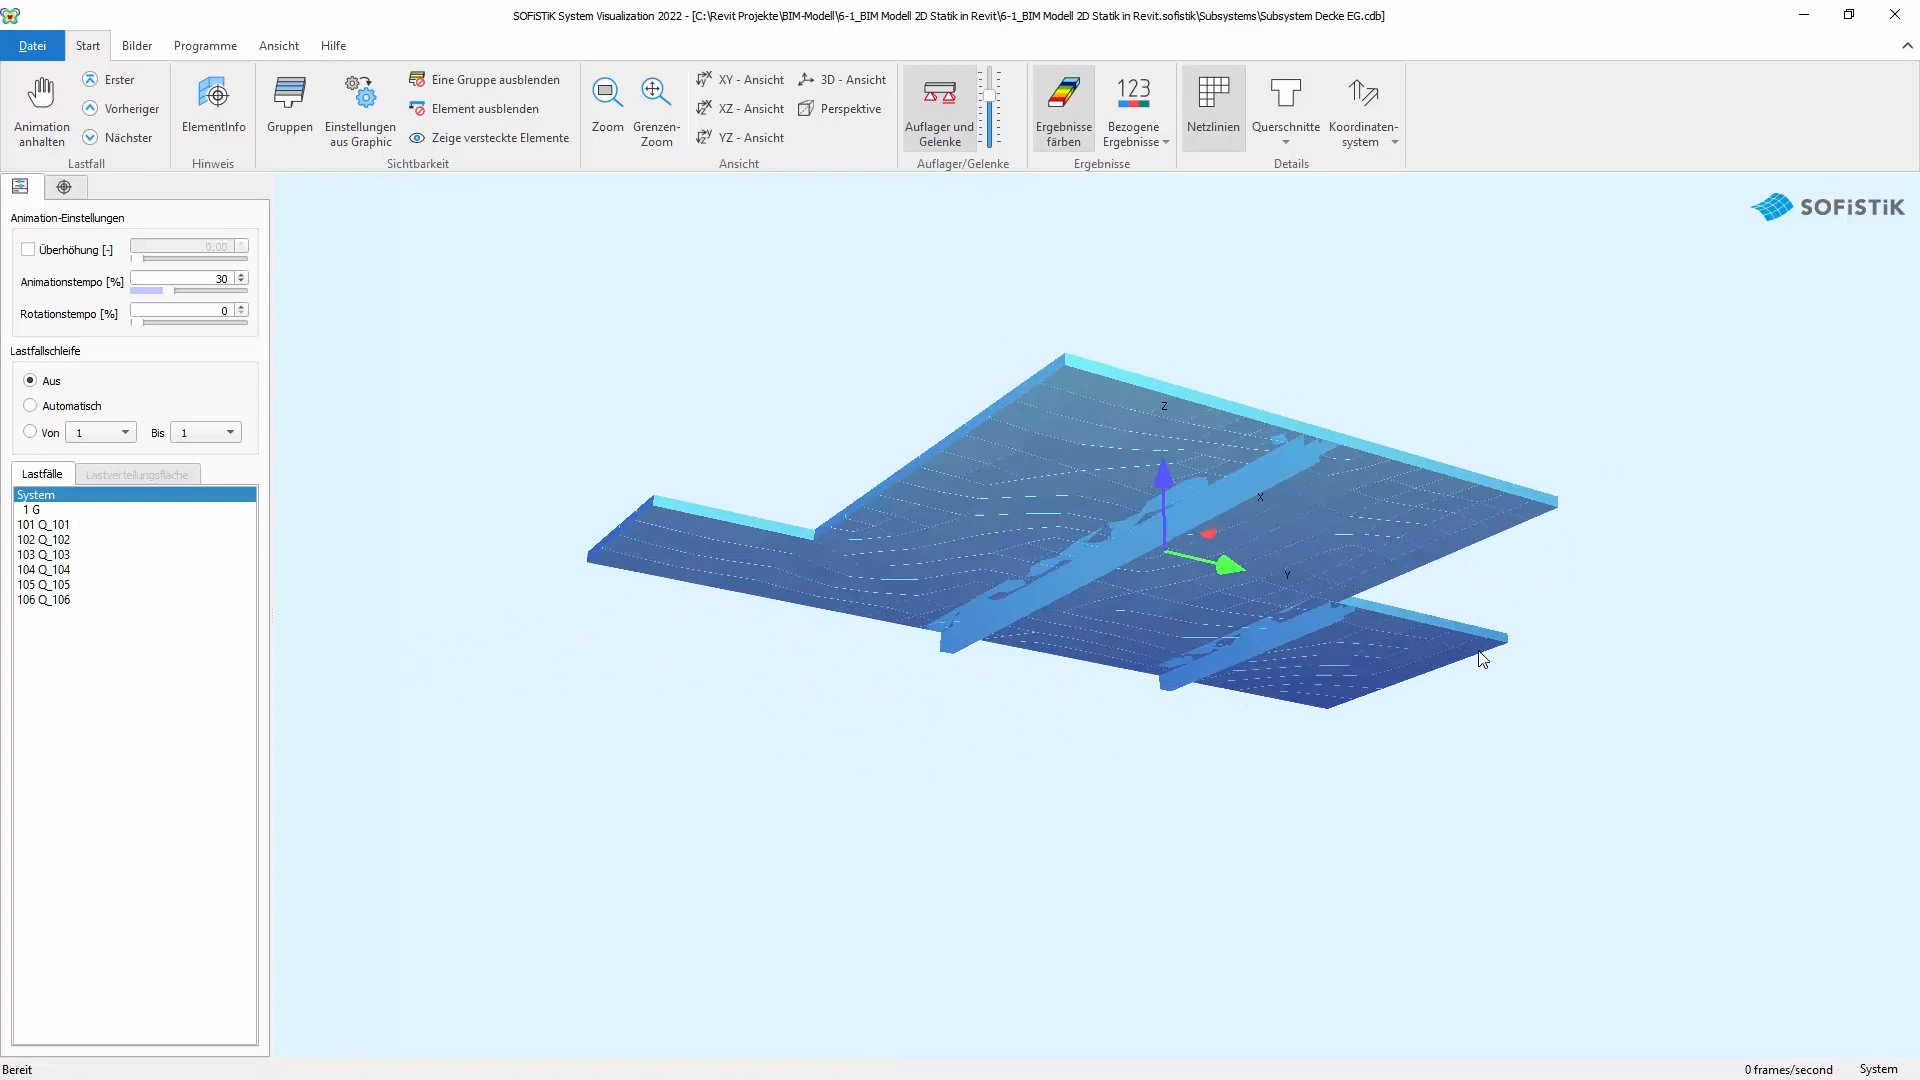 SOFiSTiK System Visualization 2022 - [C:\Revit Projekte\BIM-Modell\6-1_BIM Modell 2D Statik in Revit\6-1_BIM Modell 2D Statik in Revit.sofistik\Subsystems\Subsystem Decke EG.cdb]
Datei Start Bilder Programme Ansicht Hilfe
Animation anhalten
Erster
Vorheriger
Nächster
Lastfall
ElementInfo
Hinweis
Gruppen
Einstellungen aus Graphic
Eine Gruppe ausblenden
Element ausblenden
Zeige versteckte Elemente
Sichtbarkeit
Zoom
Grenzen-Zoom
XY - Ansicht
XZ - Ansicht
YZ - Ansicht
3D - Ansicht
Perspektive
Ansicht
Auflager und Gelenke
Auflager/Gelenke
Ergebnisse färben
123
Bezogene Ergebnisse
Ergebnisse
Netzlinien
Querschnitte
Koordinaten-system
Details
Animation-Einstellungen
Überhöhung [-] 0.00
Animationstempo [%] 30
Rotationstempo [%] 0
Lastfallschleife
Aus
Automatisch
Von 1 Bis 1
Lastfälle Lastverteilungsfläche
System
1 G
101 Q_101
102 Q_102
103 Q_103
104 Q_104
105 Q_105
106 Q_106
SOFiSTiK
Z
X
Y
Bereit
0 frames/second System